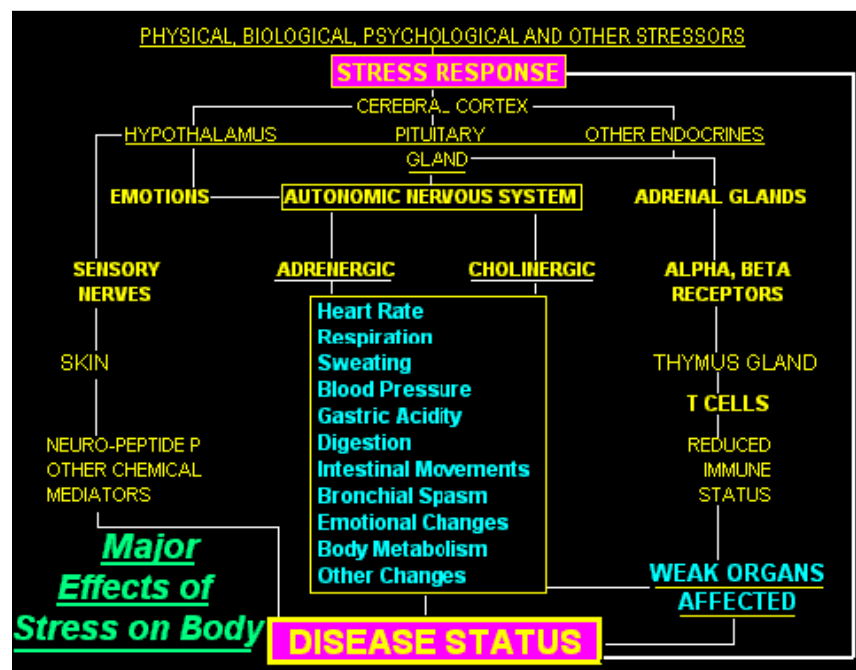 PHYSICAL, BIOLOGICAL, PSYCHOLOGICAL AND OTHER STRESSORS
STRESS RESPONSE
CEREBRAL CORTEX
HYPOTHALAMUS PITUITARY OTHER ENDOCRINES
GLAND
EMOTIONS AUTONOMIC NERVOUS SYSTEM ADRENAL GLANDS
SENSORY
NERVES
ADRENERGIC
CHOLINERGIC
ALPHA, BETA
RECEPTORS
Heart Rate
Respiration
Sweating
Blood Pressure
Gastric Acidity
Digestion
Intestinal Movements
Bronchial Spasm
Emotional Changes
Body Metabolism
Other Changes
SKIN
NEURO-PEPTIDE P
OTHER CHEMICAL
MEDIATORS
THYMUS GLAND
T CELLS
REDUCED
IMMUNE
STATUS
WEAK ORGANS
AFFECTED
Major
Effects of
Stress on Body
DISEASE STATUS